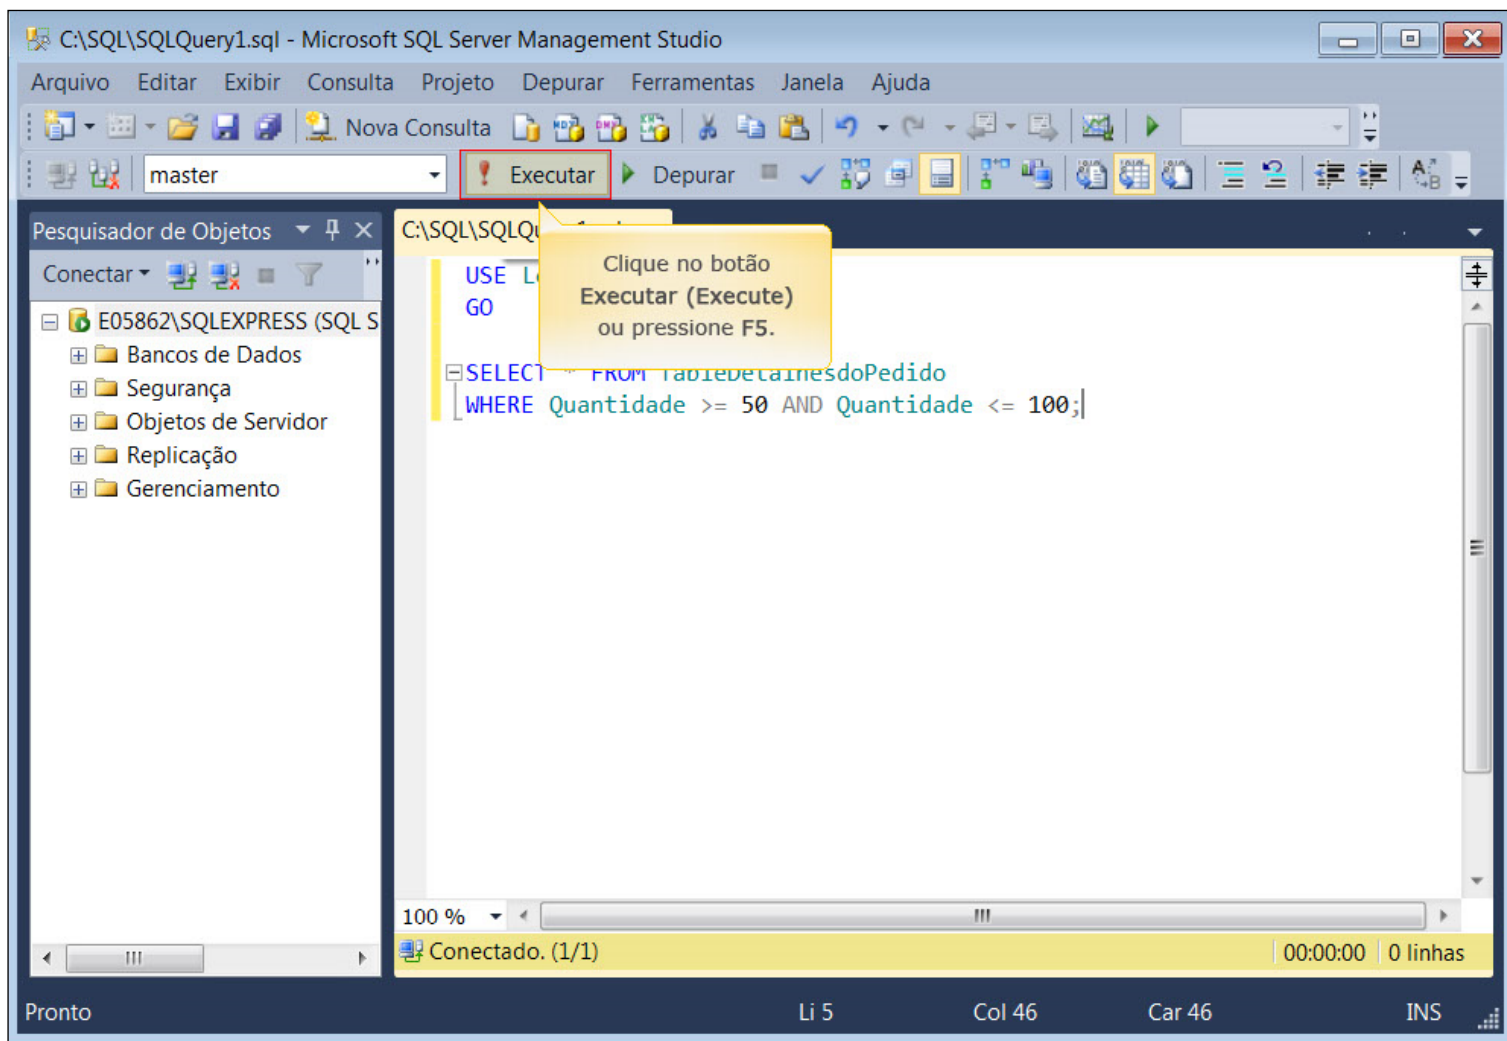 C:\SQL\SQLQuery1.sql - Microsoft SQL Server Management Studio
Arquivo Editar Exibir Consulta Projeto Depurar Ferramentas Janela Ajuda
Nova Consulta
master Executar Depurar
Pesquisador de Objetos
Conectar
E05862\SQLEXPRESS (SQL S
Bancos de Dados
Segurança
Objetos de Servidor
Replicação
Gerenciamento
C:\SQL\SQLQu
Clique no botão
Executar (Execute)
ou pressione F5.
USE
GO
SELECT * FROM TableDetalhesdoPedido
WHERE Quantidade >= 50 AND Quantidade <= 100;
100 %
Conectado. (1/1) 00:00:00 0 linhas
Pronto Li 5 Col 46 Car 46 INS